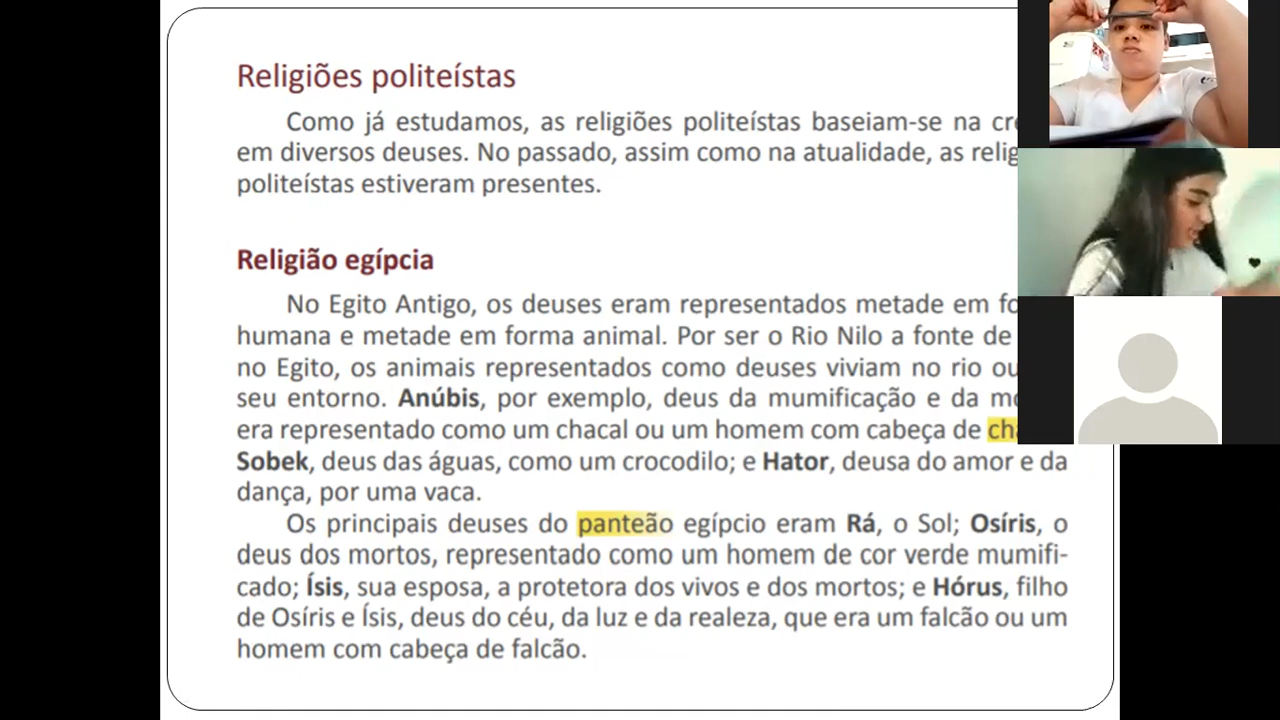 Religiões politeístas
Como já estudamos, as religiões politeístas baseiam-se na
em diversos deuses. No passado, assim como na atualidade, as
politeístas estiveram presentes.
Religião egípcia
No Egito Antigo, os deuses eram representados metade em
humana e metade em forma animal. Por ser o Rio Nilo a fonte de
no Egito, os animais representados como deuses viviam no rio ou
seu entorno. Anúbis, por exemplo, deus da mumificação e da
era representado como um chacal ou um homem com cabeça de
Sobek, deus das águas, como um crocodilo; e Hator, deusa do amor e da
dança, por uma vaca.
Os principais deuses do panteão egípcio eram Rá, o Sol; Osíris, o
deus dos mortos, representado como um homem de cor verde mumifi-
cado; Ísis, sua esposa, a protetora dos vivos e dos mortos; e Hórus, filho
de Osíris e Ísis, deus do céu, da luz e da realeza, que era um falcão ou um
homem com cabeça de falcão.